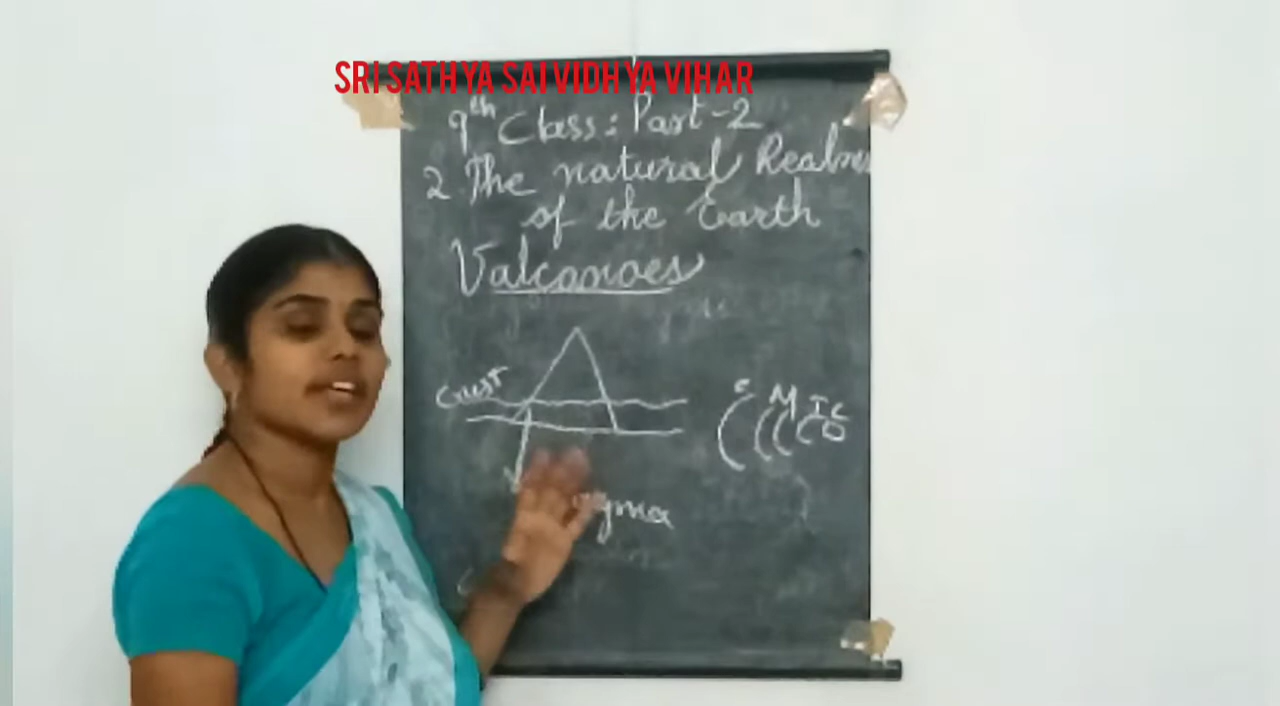 SRI SATHYA SAI VIDHYA VIHAR
9th Class: Part-2
2. The natural Realms
of the Earth
Valcanoes
Crust
C M I C